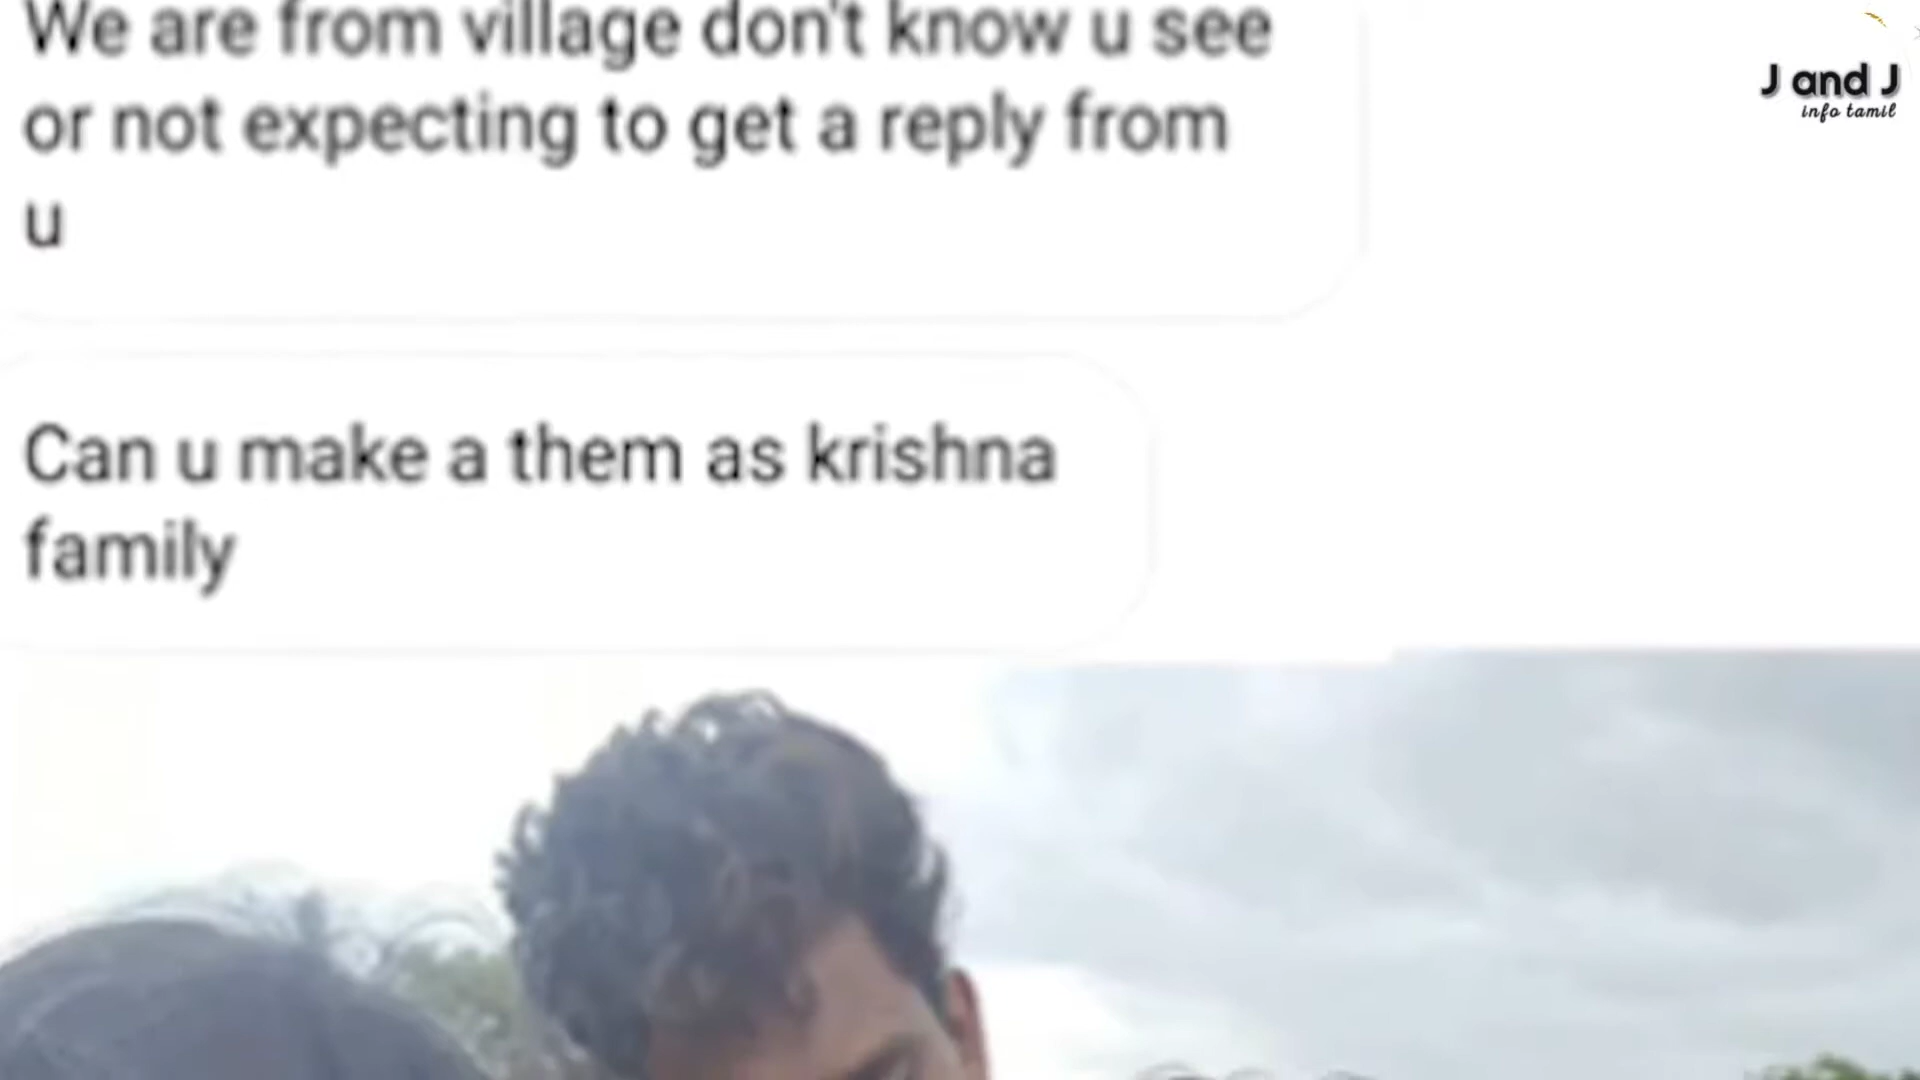 We are from village don't know u see
or not expecting to get a reply from
u
Can u make a them as krishna
family
J and J
info tamil